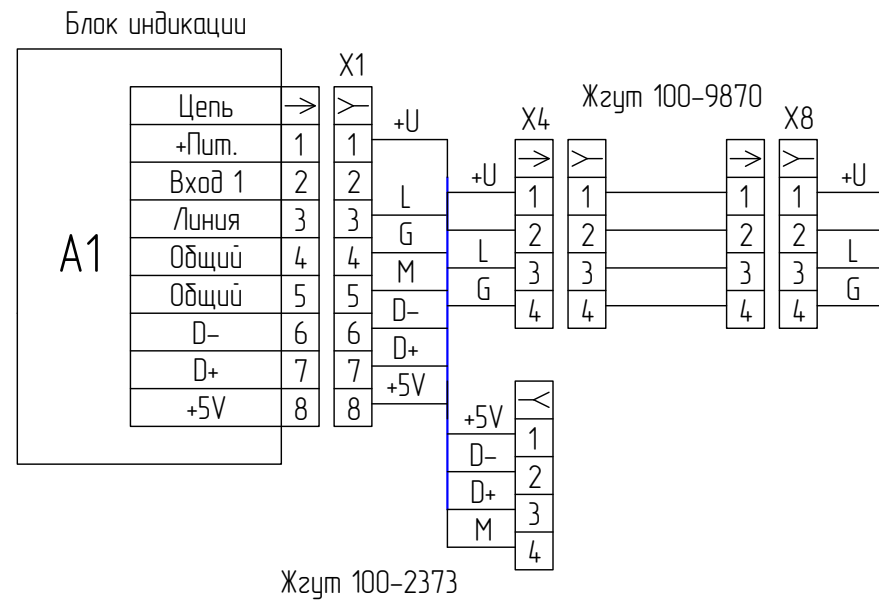 Блок индикации
А1
Цепь
+Пит. 1
Вход 1 2
Линия 3
Общий 4
Общий 5
D– 6
D+ 7
+5V 8
X1
1
2
3
4
5
6
7
8
+U
L
G
M
D–
D+
+5V
Жгут 100-9870
X4
+U
L
G
1
2
3
4
1
2
3
4
1
2
3
4
X8
1
2
3
4
+U
L
G
+5V
D–
D+
M
1
2
3
4
Жгут 100-2373